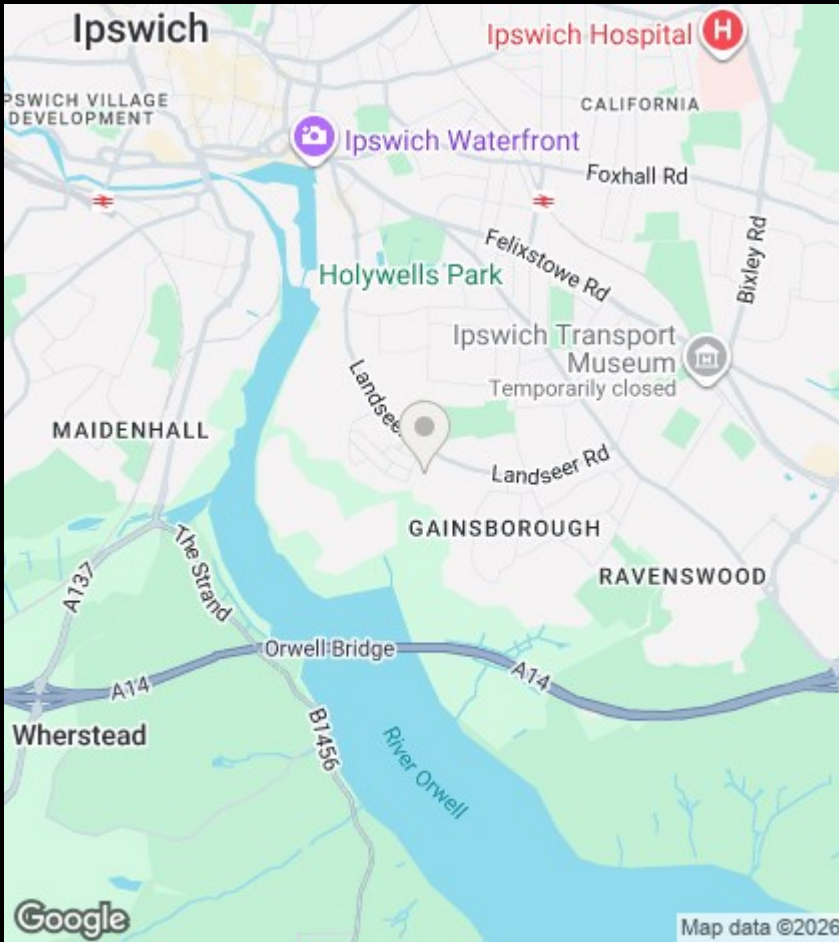 Ipswich
Ipswich Hospital
H
PSWICH VILLAGE
DEVELOPMENT
CALIFORNIA
Ipswich Waterfront
Foxhall Rd
Bixley Rd
Felixstowe Rd
Holywells Park
Ipswich Transport
Museum
Temporarily closed
Landseer
MAIDENHALL
Landseer Rd
GAINSBOROUGH
The Strand
A137
RAVENSWOOD
Orwell Bridge
A14
A14
B1456
Wherstead
River Orwell
Google
Map data ©2026